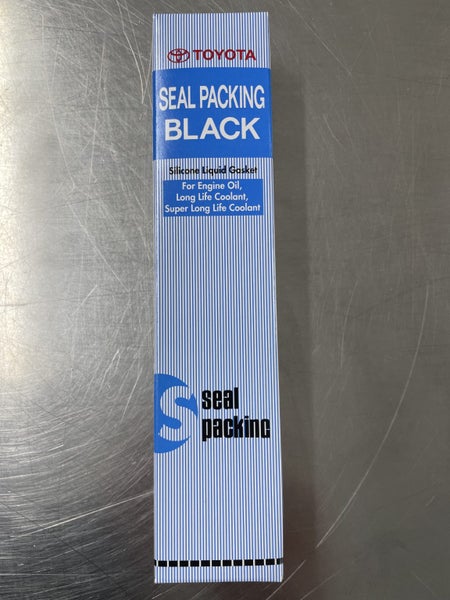 TOYOTA
SEAL PACKING
BLACK
Silicone Liquid Gasket
For Engine Oil,
Long Life Coolant,
Super Long Life Coolant
S
seal
packing